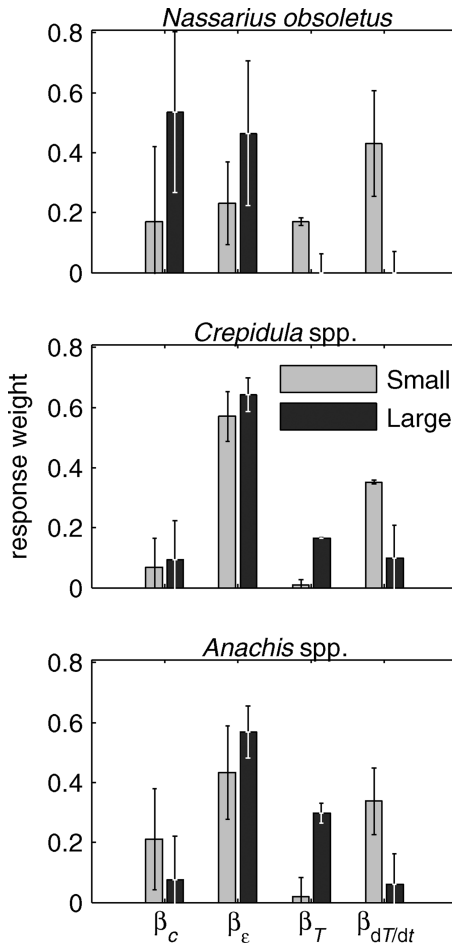 Nassarius obsoletus
0.8
0.6
0.4
0.2
0
Crepidula spp.
0.8
0.6
0.4
0.2
0
Small
Large
response weight
Anachis spp.
0.8
0.6
0.4
0.2
0
βc βε βT βdT/dt